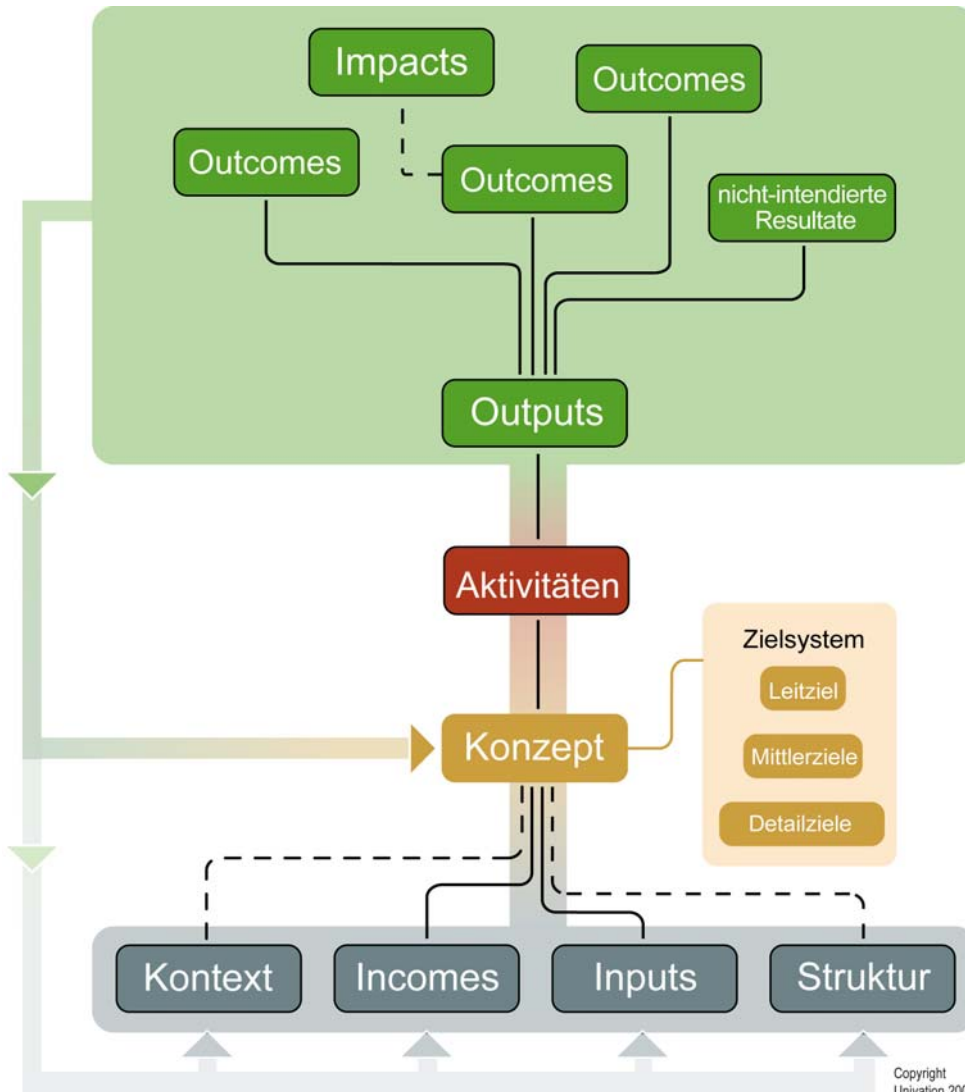 Impacts
Outcomes
Outcomes
Outcomes
nicht-intendierte
Resultate
Outputs
Aktivitäten
Zielsystem
Leitziel
Konzept
Mittlerziele
Detailziele
Kontext
Incomes
Inputs
Struktur
Copyright
Univation